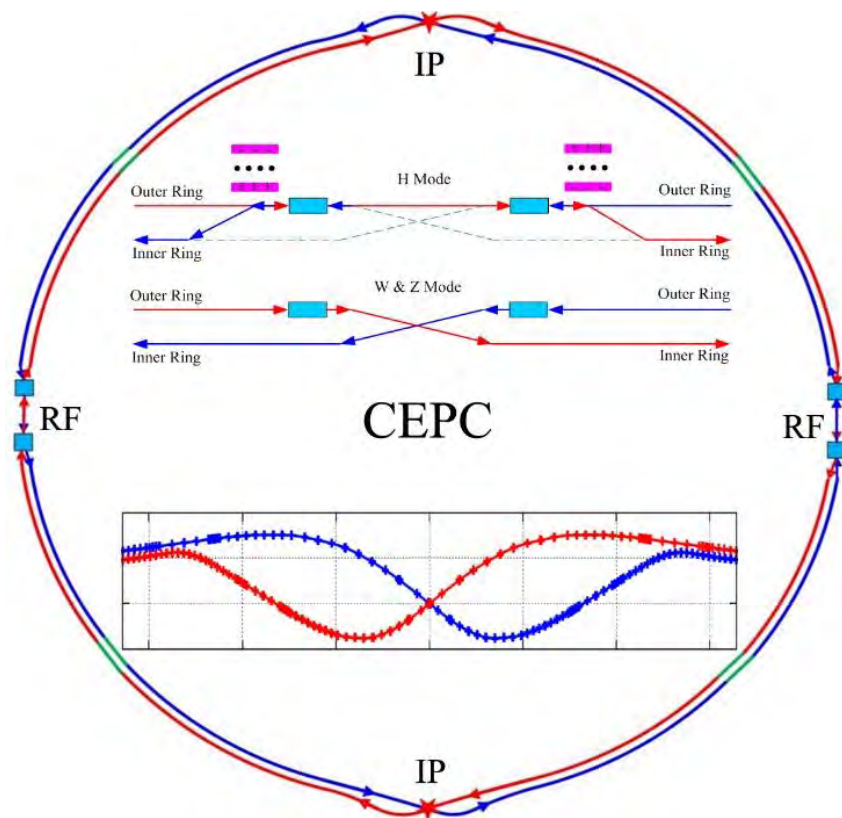 IP
H Mode
Outer Ring
Outer Ring
Inner Ring
Inner Ring
W & Z Mode
Outer Ring
Outer Ring
Inner Ring
Inner Ring
RF
CEPC
RF
IP